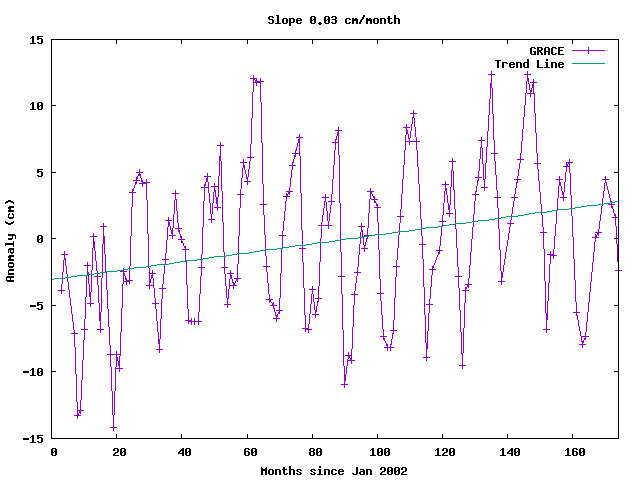 Slope 0.03 cm/month
GRACE
Trend Line
15
10
5
0
-5
-10
-15
Anomaly (cm)
0 20 40 60 80 100 120 140 160
Months since Jan 2002